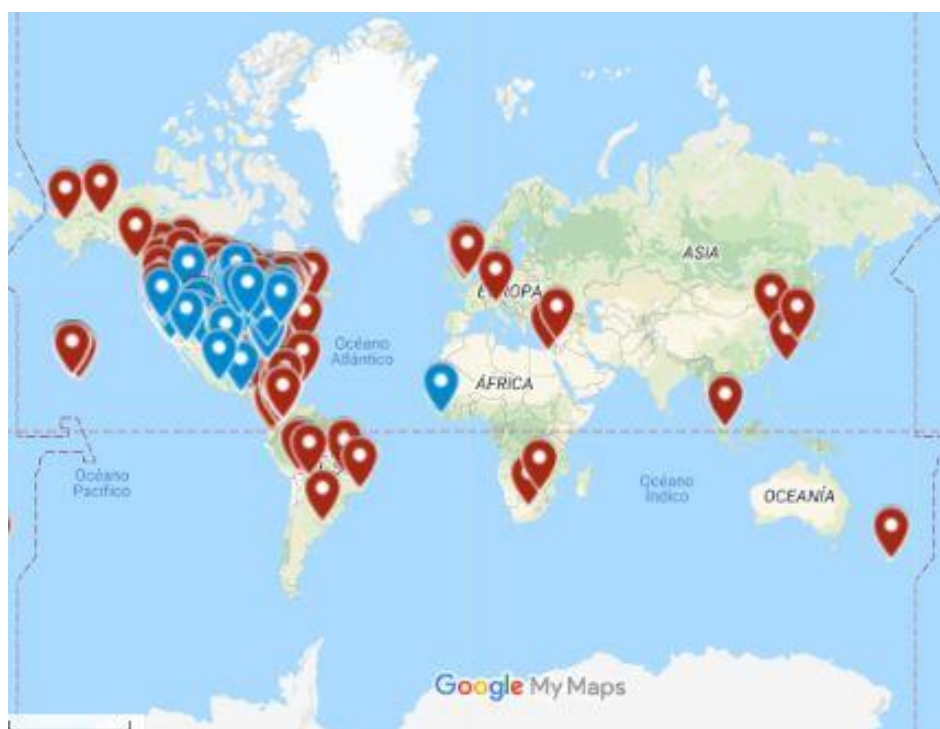 ASIA
EUROPA
Océano
Atlántico
ÁFRICA
Océano
Pacífico
Océano
Índico
OCEANÍA
Google My Maps